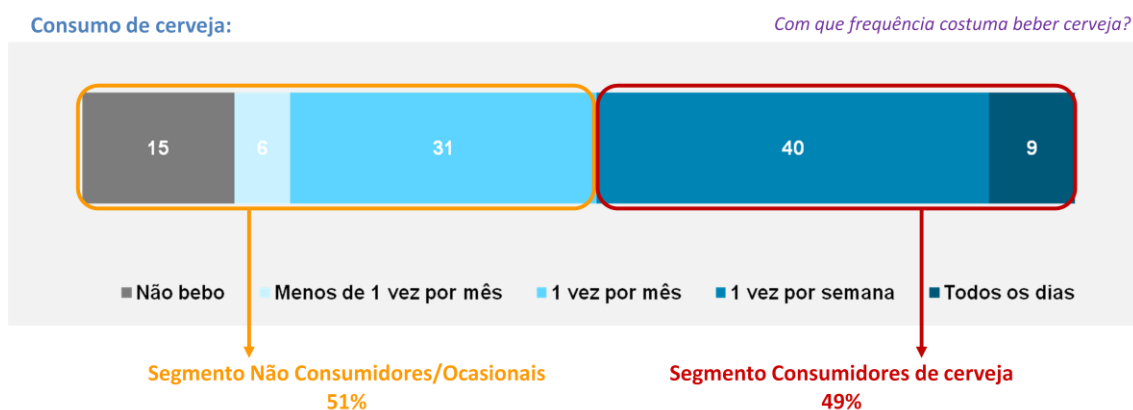 Consumo de cerveja:
Com que frequência costuma beber cerveja?
15 6 31 40 9
Não bebo Menos de 1 vez por mês 1 vez por mês 1 vez por semana Todos os dias
Segmento Não Consumidores/Ocasionais
51%
Segmento Consumidores de cerveja
49%